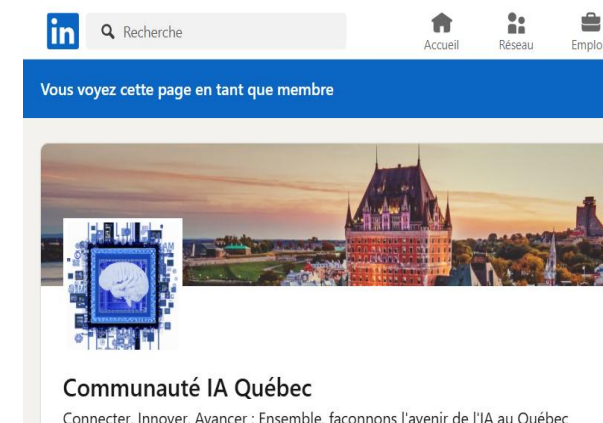 in Recherche
Accueil Réseau Emplo
Vous voyez cette page en tant que membre
Communauté IA Québec
Connecter, Innover, Avancer : Ensemble, façonnons l'avenir de l'IA au Québec